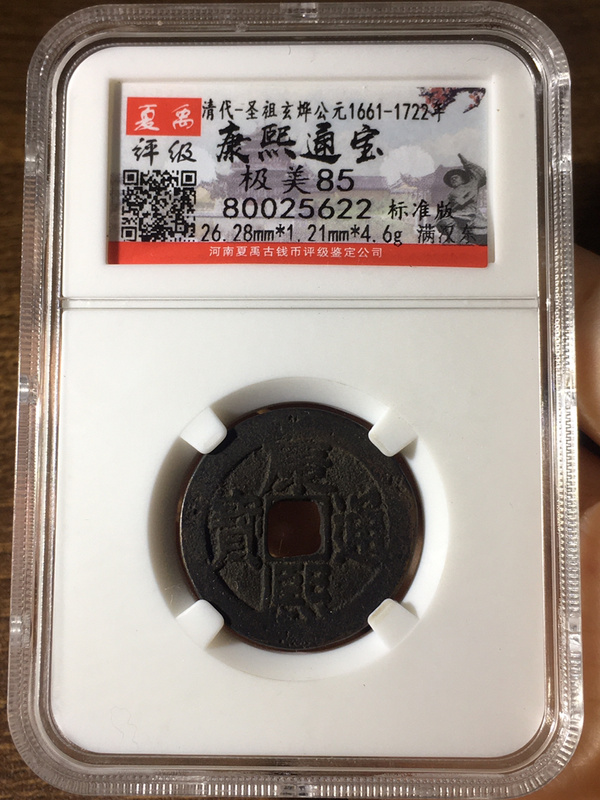 夏禹
评级
清代-圣祖玄烨公元1661-1722年
康熙通宝
极美85
80025622 标准版
26.28mm*1.21mm*4.6g 满汉东
河南夏禹古钱币评级鉴定公司
康熙通寳